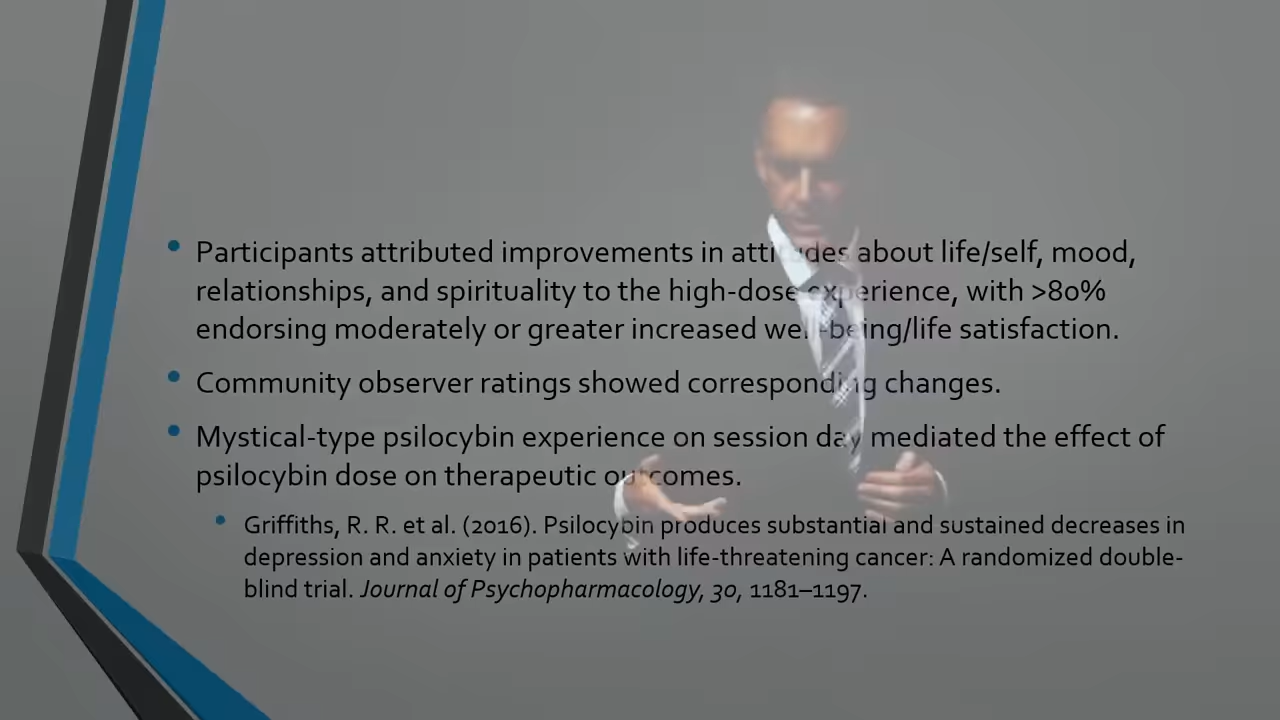 Participants attributed improvements in attitudes about life/self, mood,
relationships, and spirituality to the high-dose experience, with >80%
endorsing moderately or greater increased well-being/life satisfaction.
Community observer ratings showed corresponding changes.
Mystical-type psilocybin experience on session day mediated the effect of
psilocybin dose on therapeutic outcomes.
Griffiths, R. R. et al. (2016). Psilocybin produces substantial and sustained decreases in
depression and anxiety in patients with life-threatening cancer: A randomized double-
blind trial. Journal of Psychopharmacology, 30, 1181–1197.